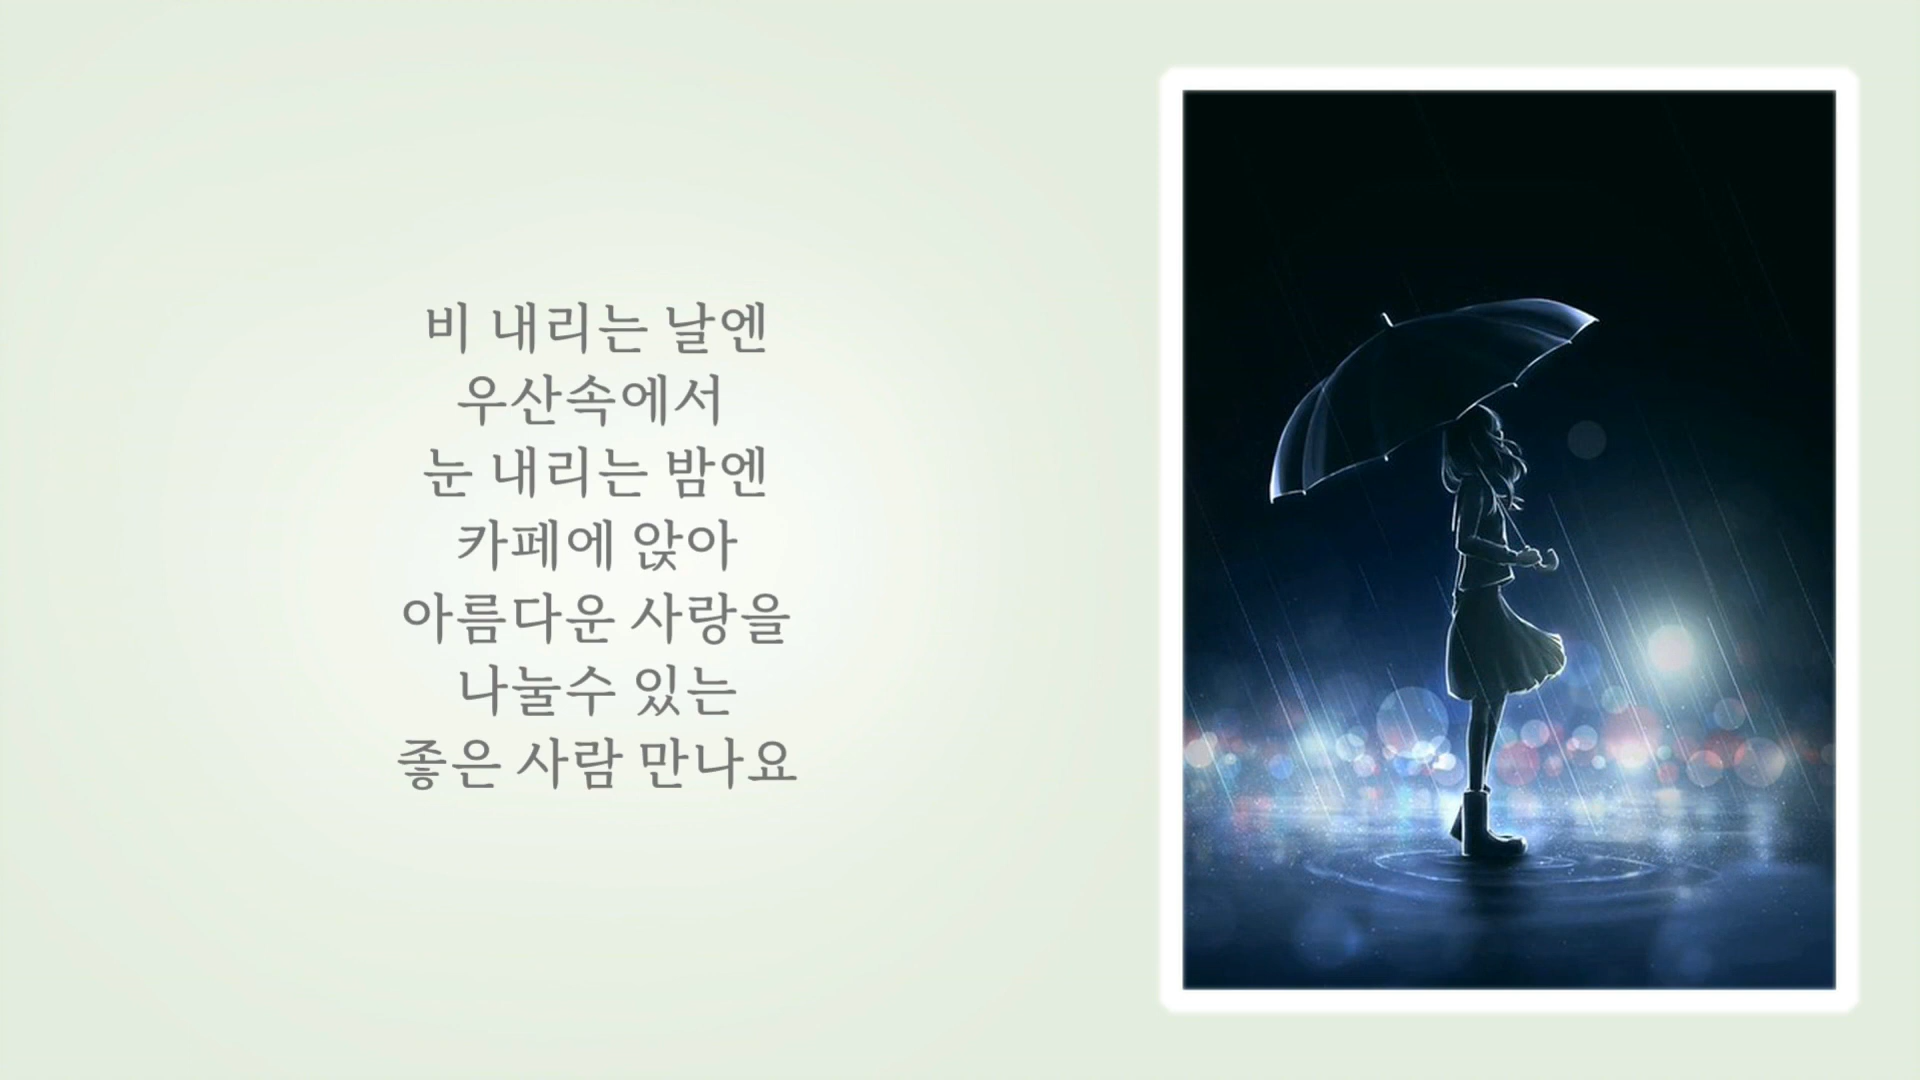 비 내리는 날엔
우산속에서
눈 내리는 밤엔
카페에 앉아
아름다운 사랑을
나눌수 있는
좋은 사람 만나요